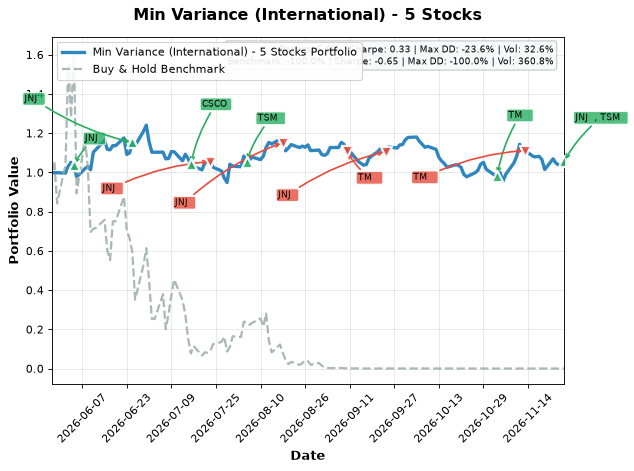 Min Variance (International) - 5 Stocks
Sharpe: 0.33 | Max DD: -23.6% | Vol: 32.6%
Benchmark: -100.0% | Sharpe: -0.65 | Max DD: -100.0% | Vol: 360.8%
Min Variance (International) - 5 Stocks Portfolio
Buy & Hold Benchmark
JNJ
JNJ
CSCO
TSM
TM
JNJ , TSM
JNJ
JNJ
JNJ
TM
TM
Portfolio Value
1.6
1.4
1.2
1.0
0.8
0.6
0.4
0.2
0.0
2026-06-07
2026-06-23
2026-07-09
2026-07-25
2026-08-10
2026-08-26
2026-09-11
2026-09-27
2026-10-13
2026-10-29
2026-11-14
Date